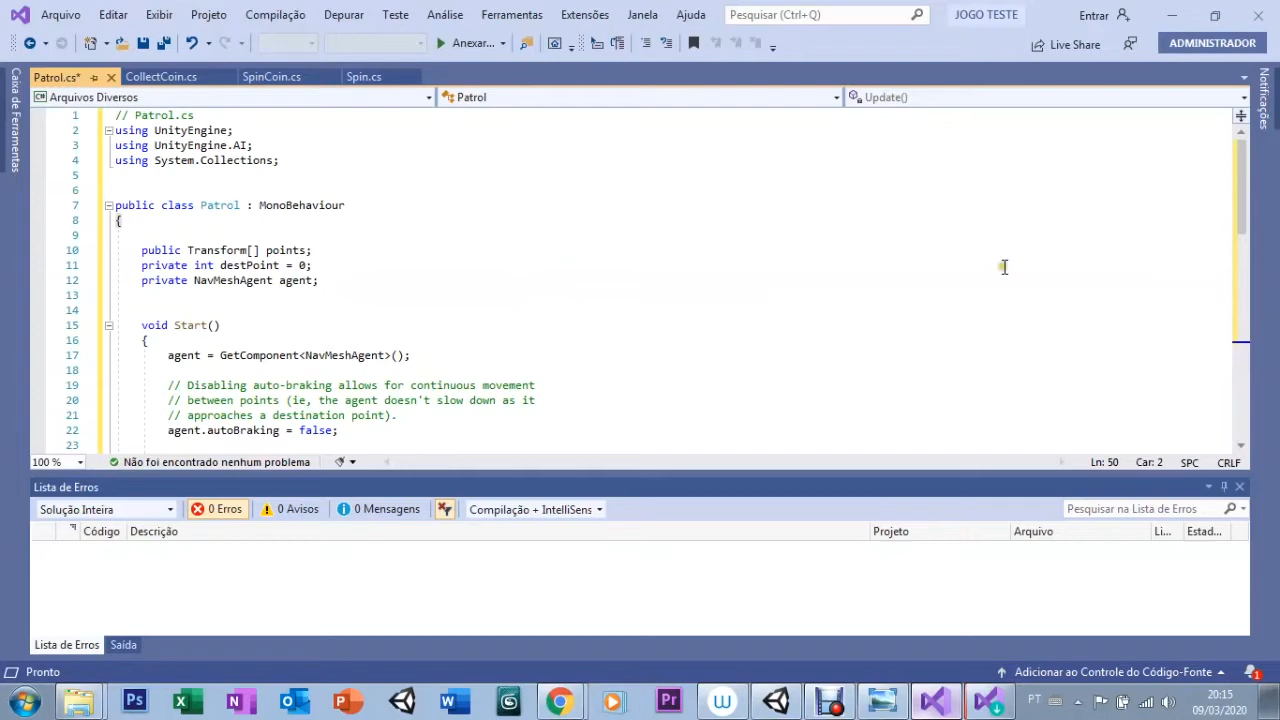 Arquivo Editar Exibir Projeto Compilação Depurar Teste Análise Ferramentas Extensões Janela Ajuda Pesquisar (Ctrl+Q) JOGO TESTE Entrar
Anexar... Live Share ADMINISTRADOR
Patrol.cs* CollectCoin.cs SpinCoin.cs Spin.cs
Arquivos Diversos Patrol Update()
Caixa de ferramentas
Notificações
1 // Patrol.cs
2 using UnityEngine;
3 using UnityEngine.AI;
4 using System.Collections;
5
6
7 public class Patrol : MonoBehaviour
8 {
9
10 public Transform[] points;
11 private int destPoint = 0;
12 private NavMeshAgent agent;
13
14
15 void Start()
16 {
17 agent = GetComponent<NavMeshAgent>();
18
19 // Disabling auto-braking allows for continuous movement
20 // between points (ie, the agent doesn't slow down as it
21 // approaches a destination point).
22 agent.autoBraking = false;
23
100 % Não foi encontrado nenhum problema Ln: 50 Car: 2 SPC CRLF
Lista de Erros
Solução Inteira 0 Erros 0 Avisos 0 Mensagens Compilação + IntelliSens Pesquisar na Lista de Erros
Código Descrição Projeto Arquivo Li... Estad...
Lista de Erros Saída
Pronto Adicionar ao Controle do Código-Fonte 1
Ps W Pr W PT 20:15
09/03/2020